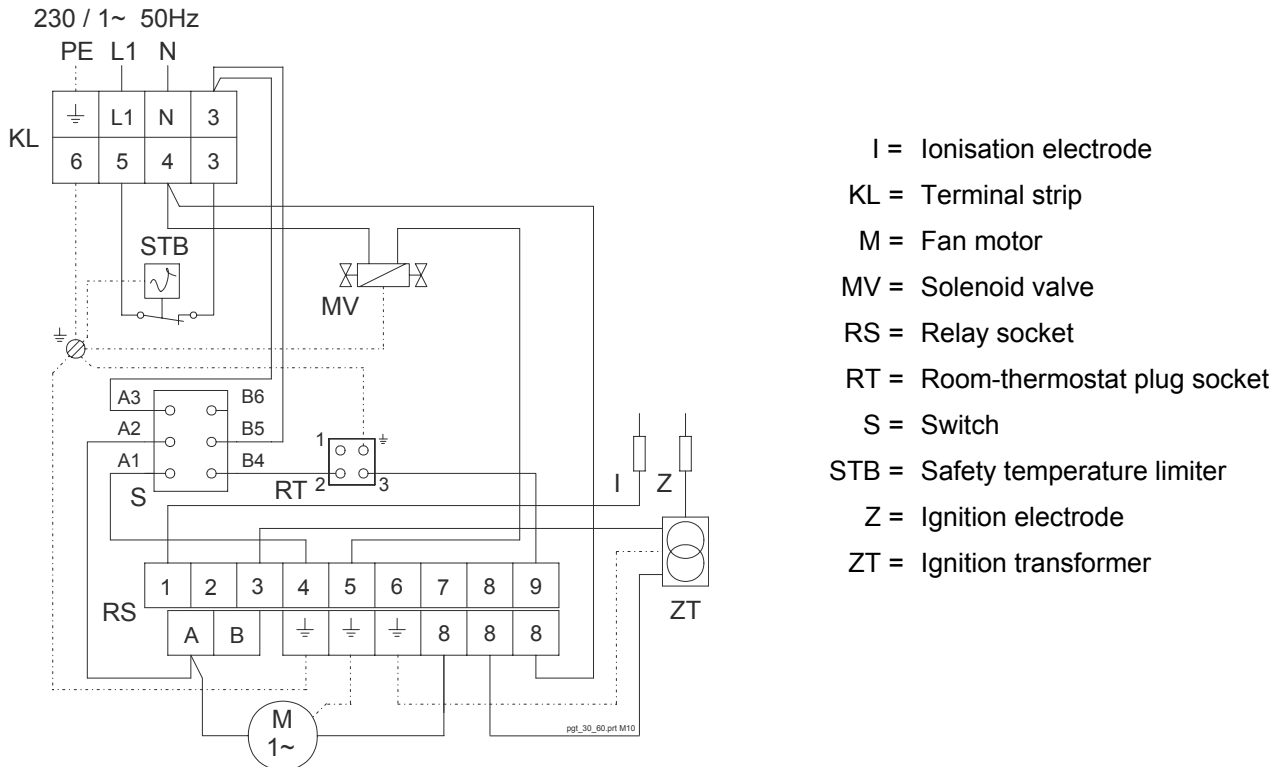 230 / 1~ 50Hz
PE L1 N
L1 N 3
KL
6 5 4 3
STB
MV
A3 B6
A2 B5
A1 B4
S
RT
1
2 3
I Z
ZT
1 2 3 4 5 6 7 8 8 9
RS
A B 8 8 8
M
1~
pgt_30_60.prt M10
I = Ionisation electrode
KL = Terminal strip
M = Fan motor
MV = Solenoid valve
RS = Relay socket
RT = Room-thermostat plug socket
S = Switch
STB = Safety temperature limiter
Z = Ignition electrode
ZT = Ignition transformer